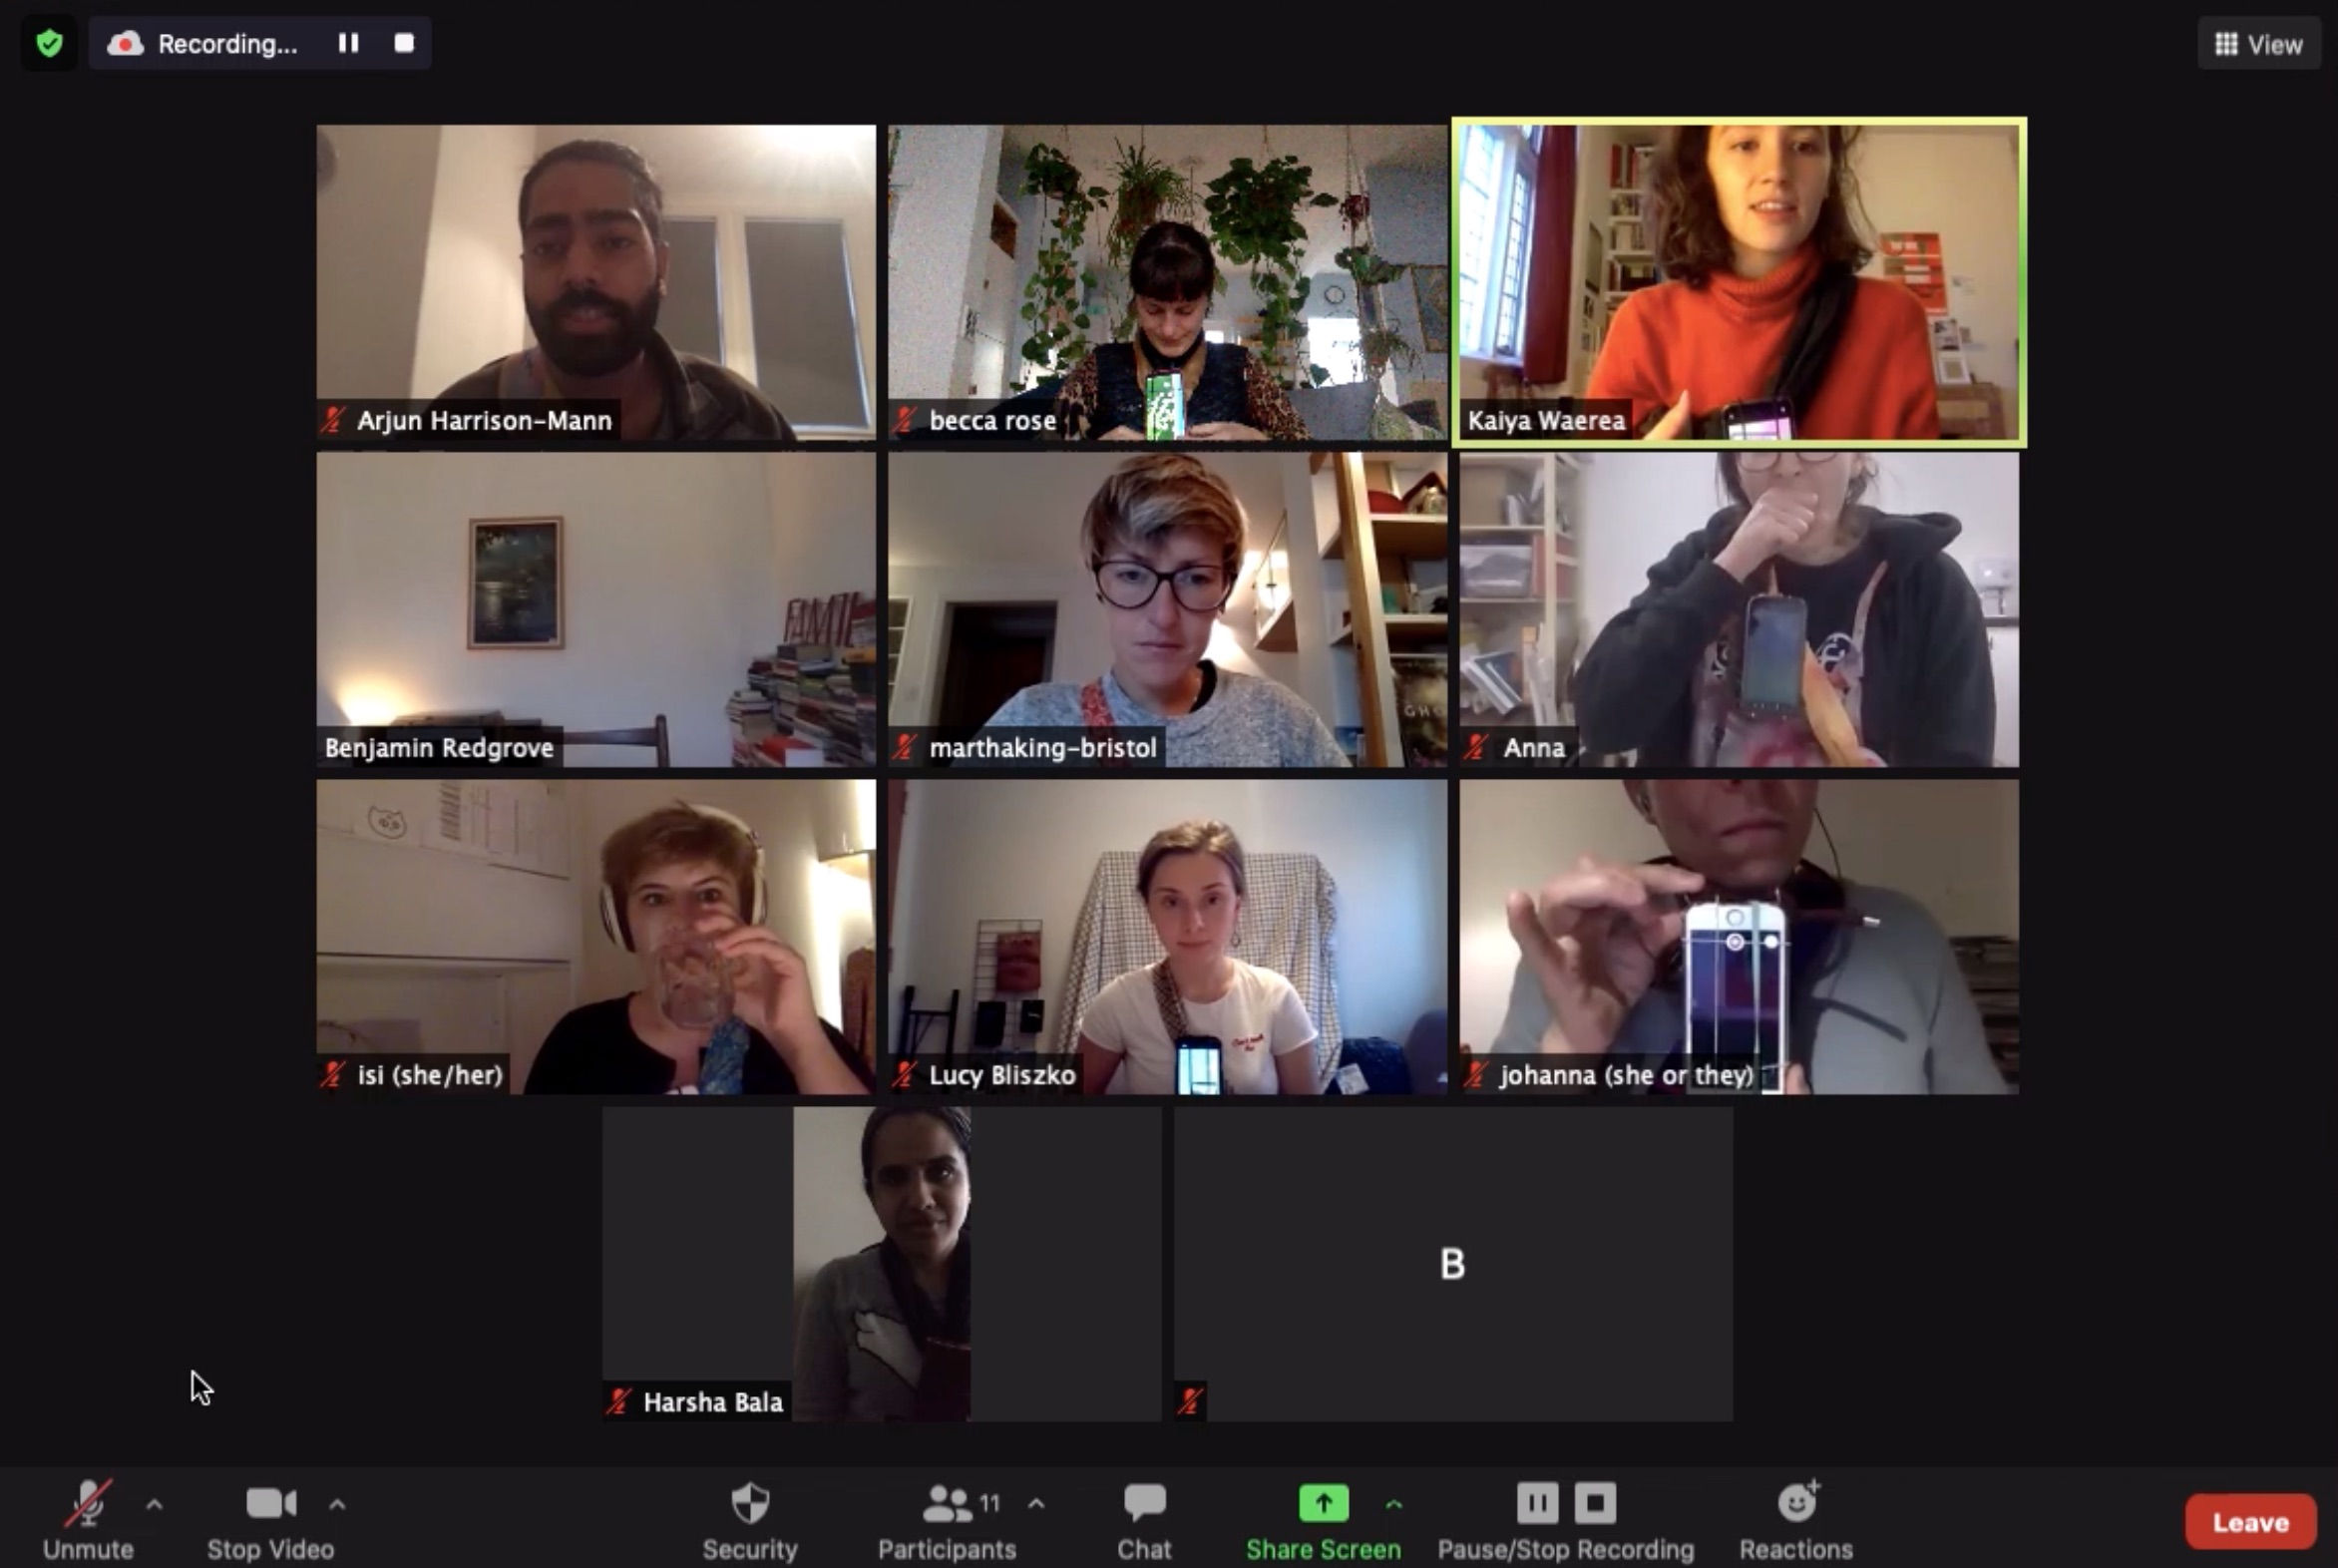 Recording...
View
Arjun Harrison-Mann
becca rose
Kaiya Waerea
FAMIL
Benjamin Redgrove
marthaking-bristol
Anna
isi (she/her)
Lucy Bliszko
johanna (she or they)
B
Harsha Bala
11
Unmute
Stop Video
Security
Participants
Chat
Share Screen
Pause/Stop Recording
Reactions
Leave